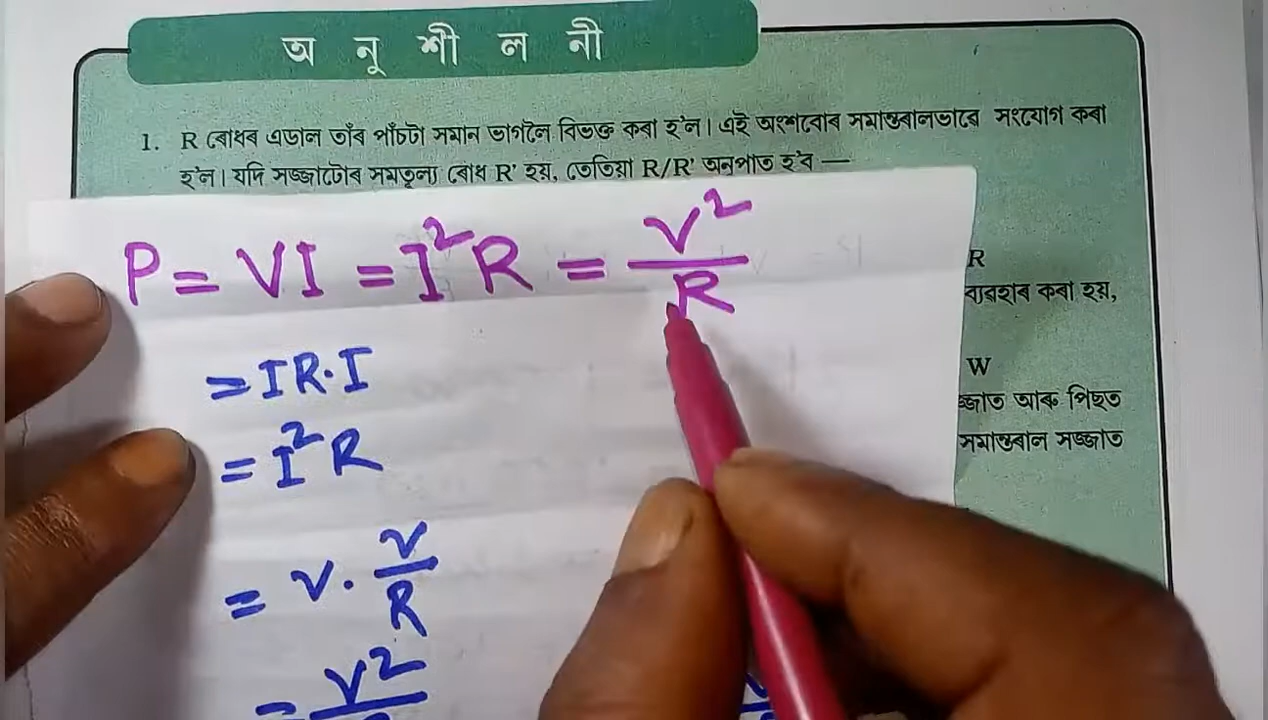 অ নু শী ল নী
1. R ৰোধৰ এডাল তাঁৰ পাঁচটা সমান ভাগলৈ বিভক্ত কৰা হ'ল। এই অংশবোৰ সমান্তৰালভাৱে সংযোগ কৰা
হ'ল। যদি সজ্জাটোৰ সমতুল্য ৰোধ R' হয়, তেতিয়া R/R' অনুপাত হ'ব —
P = VI = I²R = V²/R
R
ব্যৱহাৰ কৰা হয়,
= IR·I
W
জ্জাত আৰু পিছত
= I²R
সমান্তৰাল সজ্জাত
= V·V/R
= V²